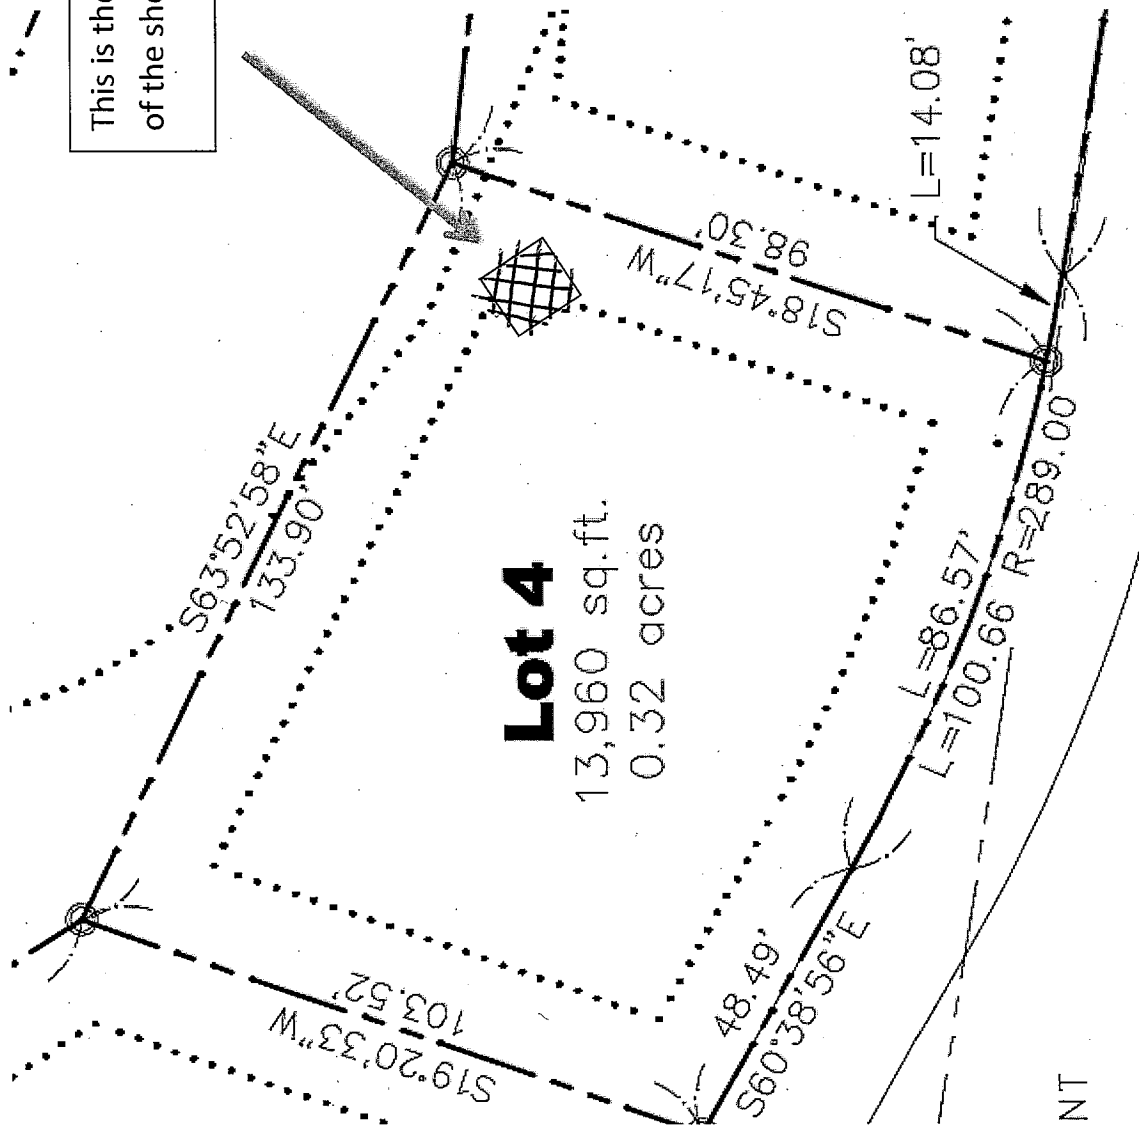 This is the
of the
L=14.08'
S18°45'17"W
98.30'
S63°52'58"E
133.90'
Lot 4
13,960 sq.ft.
0.32 acres
L=86.57'
L=100.66 R=289.00
S19°20'33"W
103.52'
48.49'
S60°38'56"E
NT